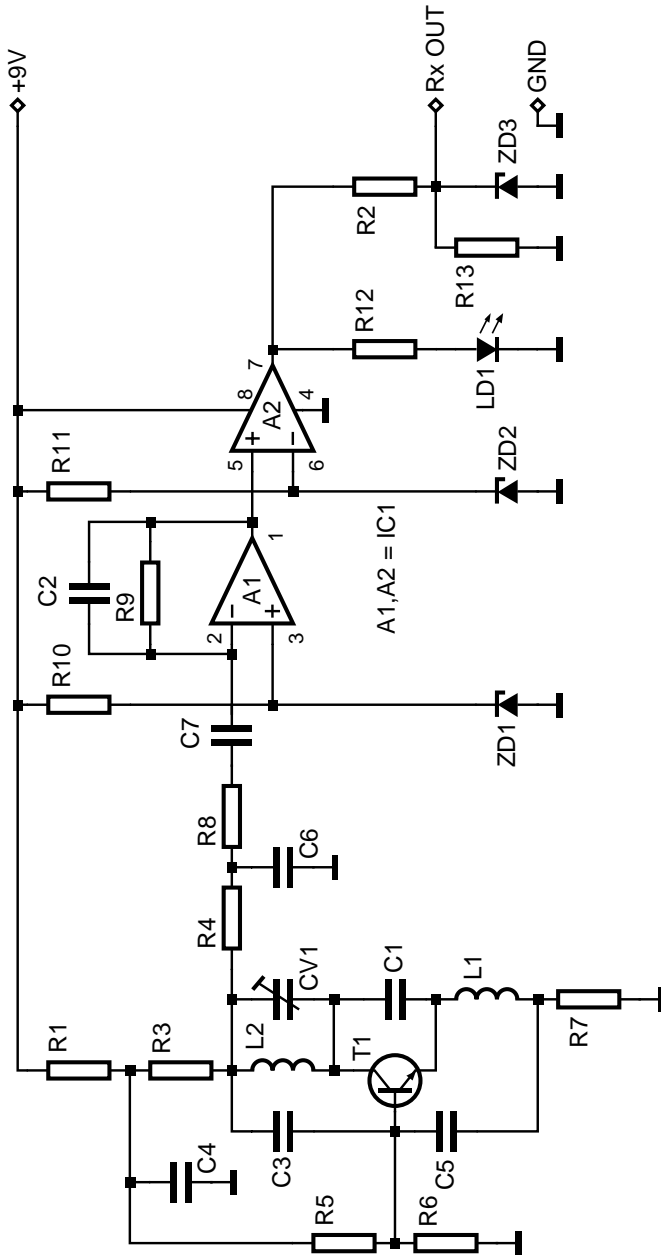 +9V
R1
R10
C2
R11
R9
R3
C4
R4
R8
C7
2
3
A1
1
5
6
A2
8
4
7
L2
C6
CV1
C3
T1
C1
R5
R2
R12
Rx OUT
A1,A2 = IC1
R6
C5
L1
R13
R7
ZD1
ZD2
LD1
ZD3
GND